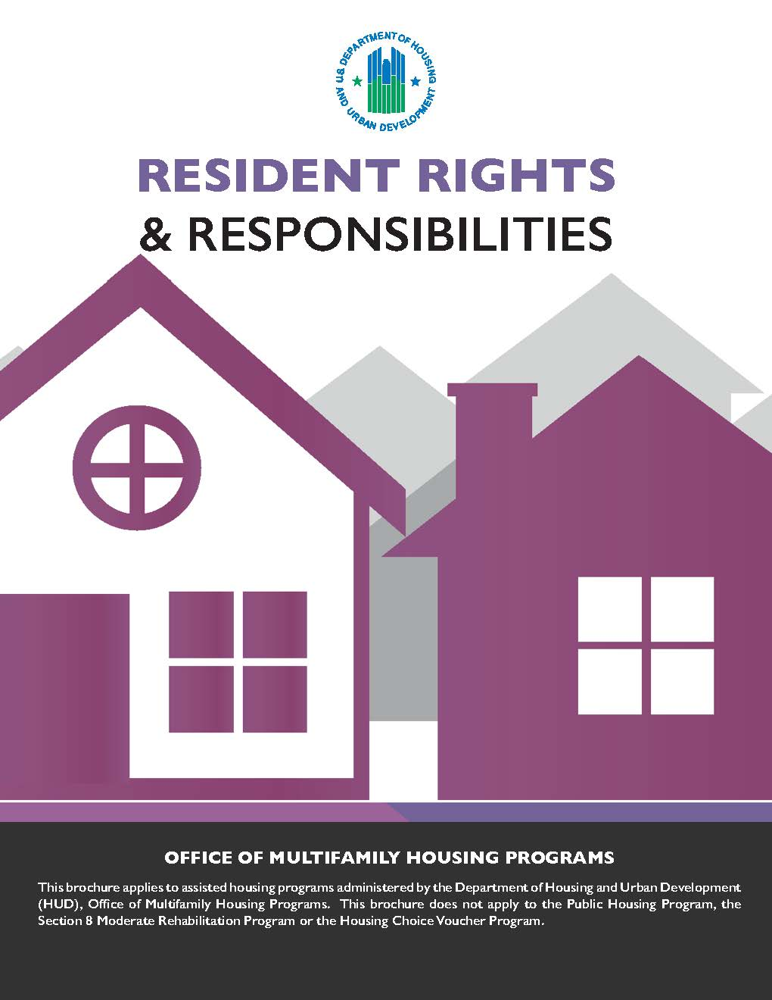 U.S. DEPARTMENT OF HOUSING
AND URBAN DEVELOPMENT
RESIDENT RIGHTS
& RESPONSIBILITIES
OFFICE OF MULTIFAMILY HOUSING PROGRAMS
This brochure applies to assisted housing programs administered by the Department of Housing and Urban Development
(HUD), Office of Multifamily Housing Programs. This brochure does not apply to the Public Housing Program, the
Section 8 Moderate Rehabilitation Program or the Housing Choice Voucher Program.